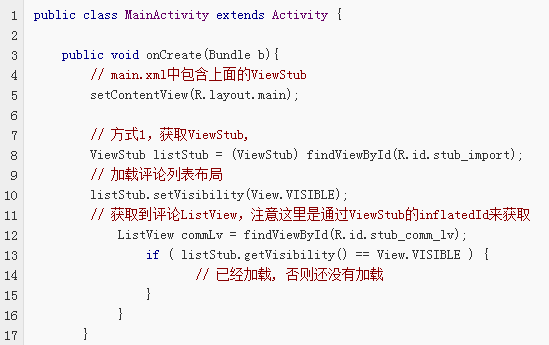 1 public class MainActivity extends Activity {
2
3 public void onCreate(Bundle b){
4 // main.xml中包含上面的ViewStub
5 setContentView(R.layout.main);
6
7 // 方式1，获取ViewStub,
8 ViewStub listStub = (ViewStub) findViewById(R.id.stub_import);
9 // 加载评论列表布局
10 listStub.setVisibility(View.VISIBLE);
11 // 获取到评论ListView，注意这里是通过ViewStub的inflatedId来获取
12 ListView commLv = findViewById(R.id.stub_comm_lv);
13 if ( listStub.getVisibility() == View.VISIBLE ) {
14 // 已经加载, 否则还没有加载
15 }
16 }
17 }